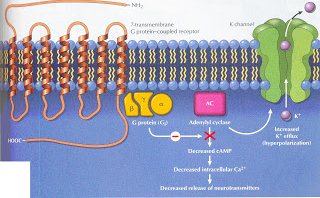 NH₂
7-transmembrane
G protein-coupled receptor
K channel
β
γ
α
AC
G protein (Gᵢ)
Adenylyl cyclase
K⁺
Increased
K⁺ efflux
(hyperpolarization)
HOOC
Decreased cAMP
Decreased intracellular Ca²⁺
Decreased release of neurotransmitters